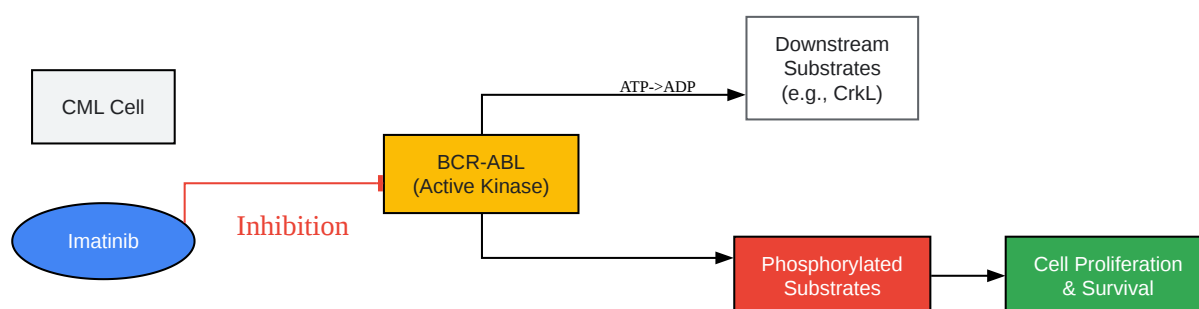 Downstream
Substrates
(e.g., CrkL)
ATP->ADP
CML Cell
BCR-ABL
(Active Kinase)
Inhibition
Imatinib
Phosphorylated
Substrates
Cell Proliferation
& Survival